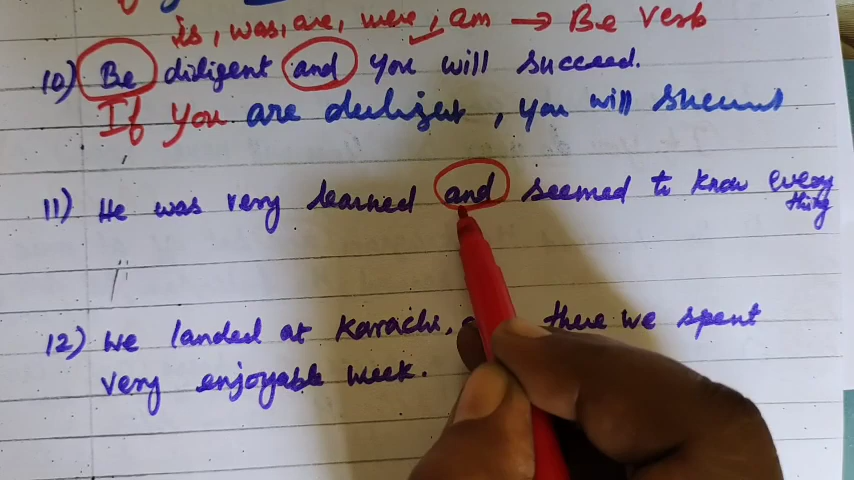 is, was, are, were, am → Be verb
10) Be diligent and you will succeed.
If you are diligent, you will succeed
11) He was very learned and seemed to know every
thing
12) We landed at Karachi, there we spent
very enjoyable week.